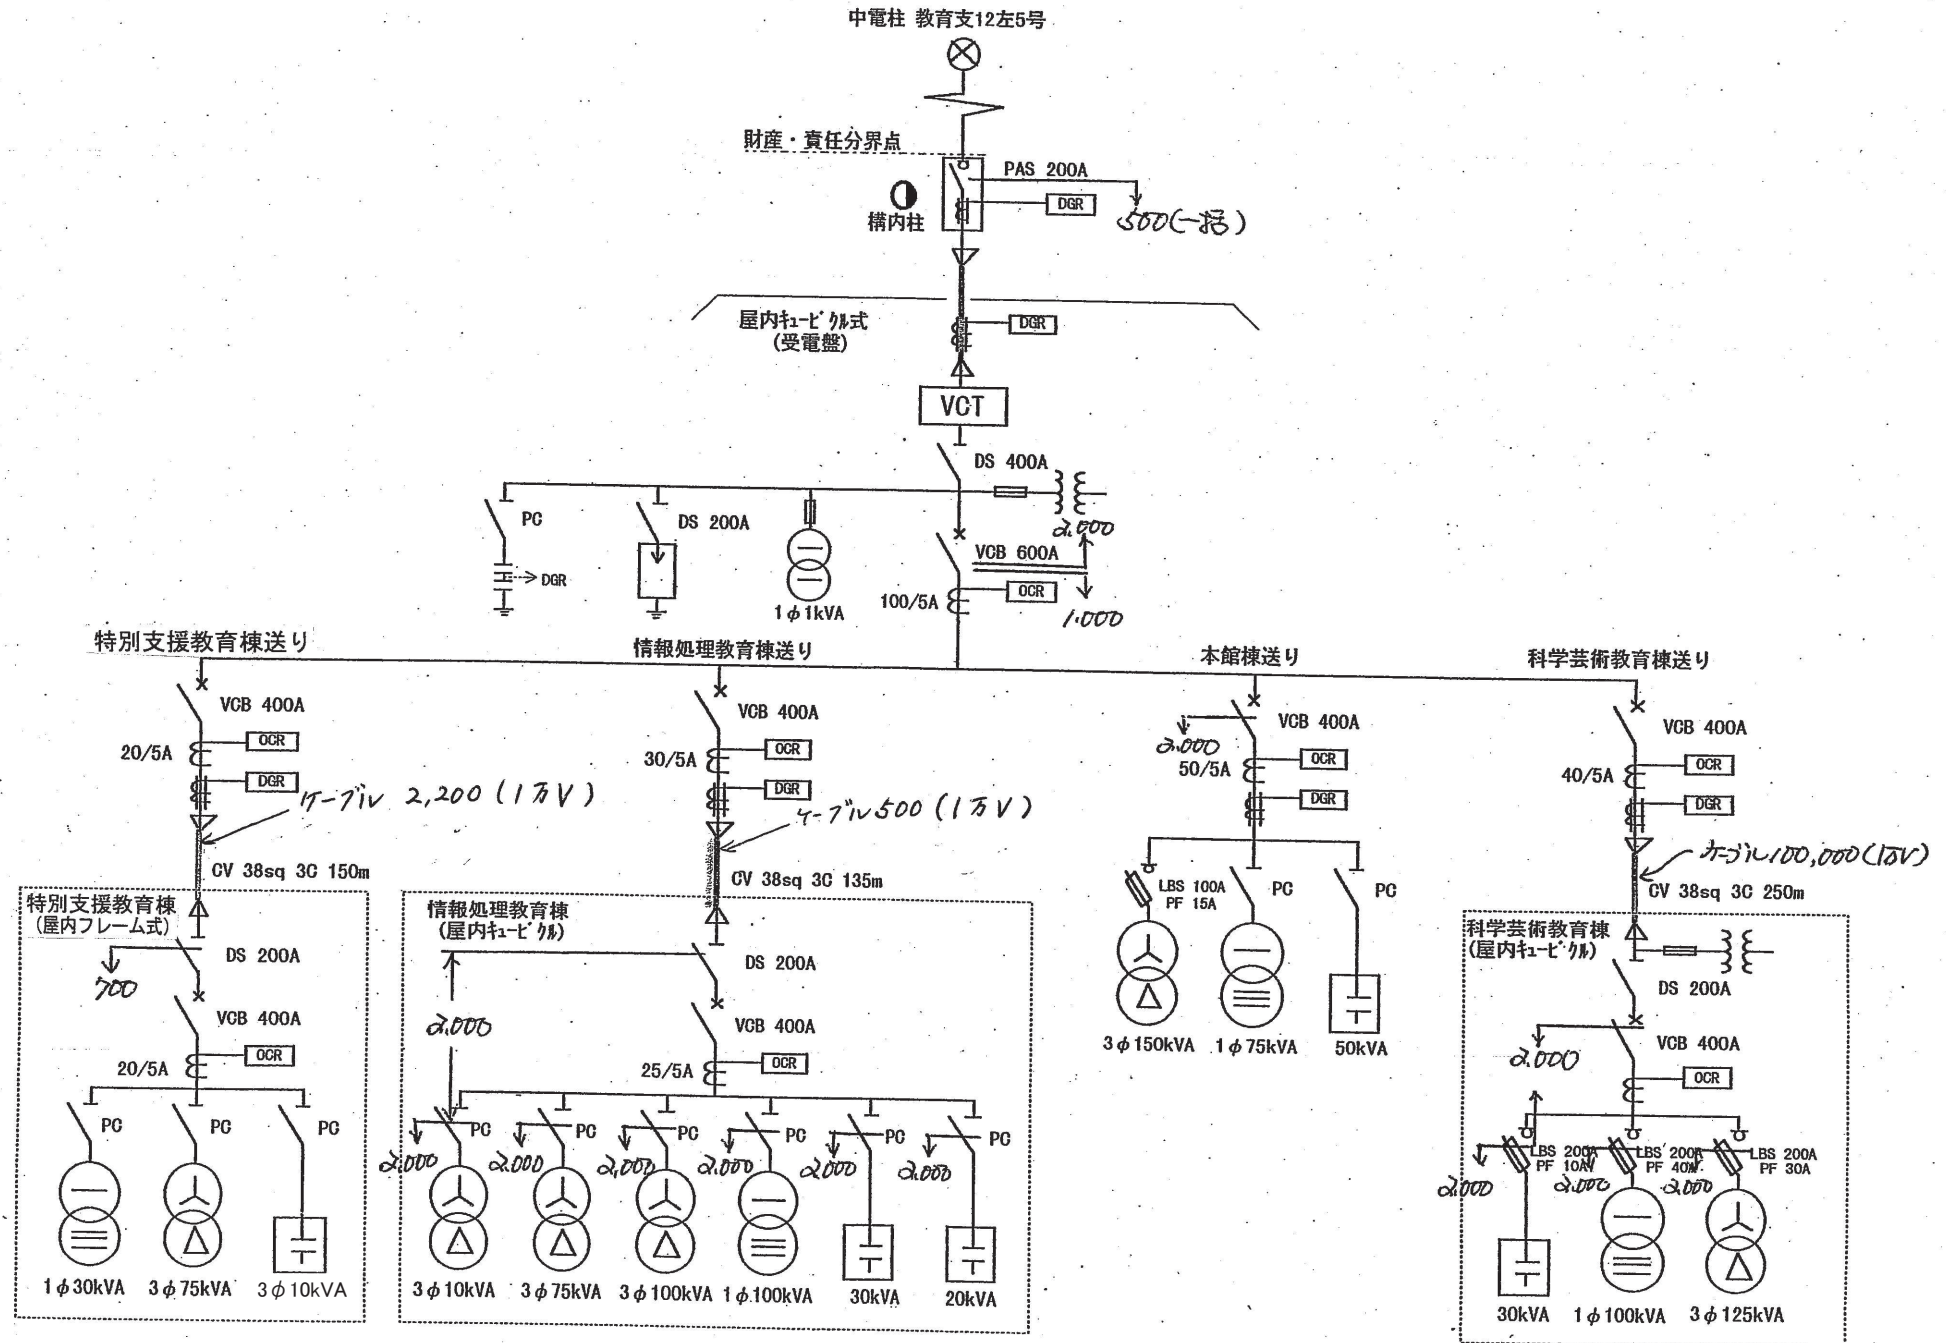 中電柱 教育支12左5号
財産・責任分界点
PAS 200A
DGR
構内柱
500(一括)
屋内ｷｭｰﾋﾞｸﾙ式
(受電盤)
DGR
VCT
DS 400A
PC
DS 200A
2.000
VCB 600A
DGR
OCR
100/5A
1φ1kVA
1.000
特別支援教育棟送り
情報処理教育棟送り
本館棟送り
科学芸術教育棟送り
VCB 400A
OCR
20/5A
DGR
ケーブル 2,200 (1万V)
CV 38sq 3C 150m
VCB 400A
OCR
30/5A
DGR
ケーブル500 (1万V)
CV 38sq 3C 135m
VCB 400A
2.000
OCR
50/5A
DGR
LBS 100A
PF 15A
PC
PC
3φ150kVA
1φ75kVA
50kVA
VCB 400A
OCR
40/5A
DGR
ケーブル100,000(1万V)
CV 38sq 3C 250m
特別支援教育棟
(屋内フレーム式)
DS 200A
700
VCB 400A
OCR
20/5A
PC
PC
PC
1φ30kVA
3φ75kVA
3φ10kVA
情報処理教育棟
(屋内ｷｭｰﾋﾞｸﾙ)
DS 200A
2.000
VCB 400A
OCR
25/5A
PC
PC
PC
PC
PC
PC
2.000
2.000
2.000
2.000
2.000
2.000
3φ10kVA
3φ75kVA
3φ100kVA
1φ100kVA
30kVA
20kVA
科学芸術教育棟
(屋内ｷｭｰﾋﾞｸﾙ)
DS 200A
VCB 400A
2.000
OCR
LBS 200A
PF 10A
LBS 200A
PF 40A
LBS 200A
PF 30A
2.000
2.000
2.000
30kVA
1φ100kVA
3φ125kVA